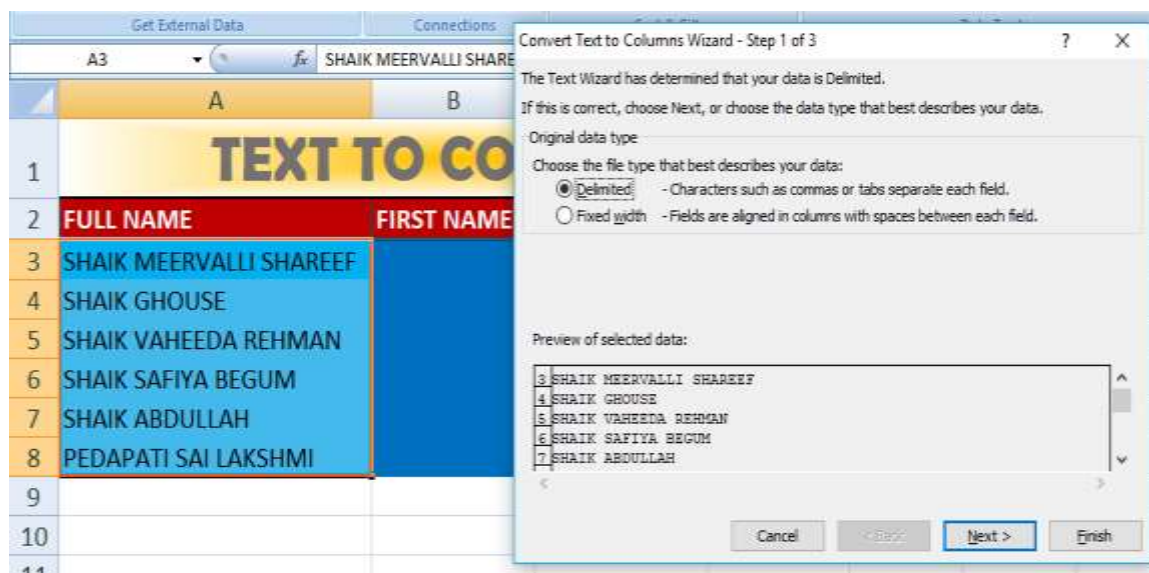 Get External Data
Connections
A3
fx SHAIK MEERVALLI SHARE
A B
1 TEXT TO CO
2 FULL NAME FIRST NAME
3 SHAIK MEERVALLI SHAREEF
4 SHAIK GHOUSE
5 SHAIK VAHEEDA REHMAN
6 SHAIK SAFIYA BEGUM
7 SHAIK ABDULLAH
8 PEDAPATI SAI LAKSHMI
9
10
Convert Text to Columns Wizard - Step 1 of 3 ? X
The Text Wizard has determined that your data is Delimited.
If this is correct, choose Next, or choose the data type that best describes your data.
Original data type
Choose the file type that best describes your data:
Delimited - Characters such as commas or tabs separate each field.
Fixed width - Fields are aligned in columns with spaces between each field.
Preview of selected data:
3 SHAIK MEERVALLI SHAREEF
4 SHAIK GHOUSE
5 SHAIK VAHEEDA REHMAN
6 SHAIK SAFIYA BEGUM
7 SHAIK ABDULLAH
Cancel < Back Next > Finish